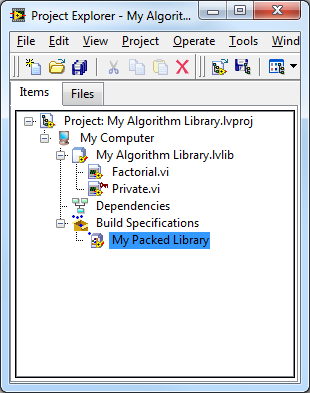 Project Explorer - My Algorit...
File Edit View Project Operate Tools Wind
Items Files
Project: My Algorithm Library.lvproj
My Computer
My Algorithm Library.lvlib
Factorial.vi
Private.vi
Dependencies
Build Specifications
My Packed Library